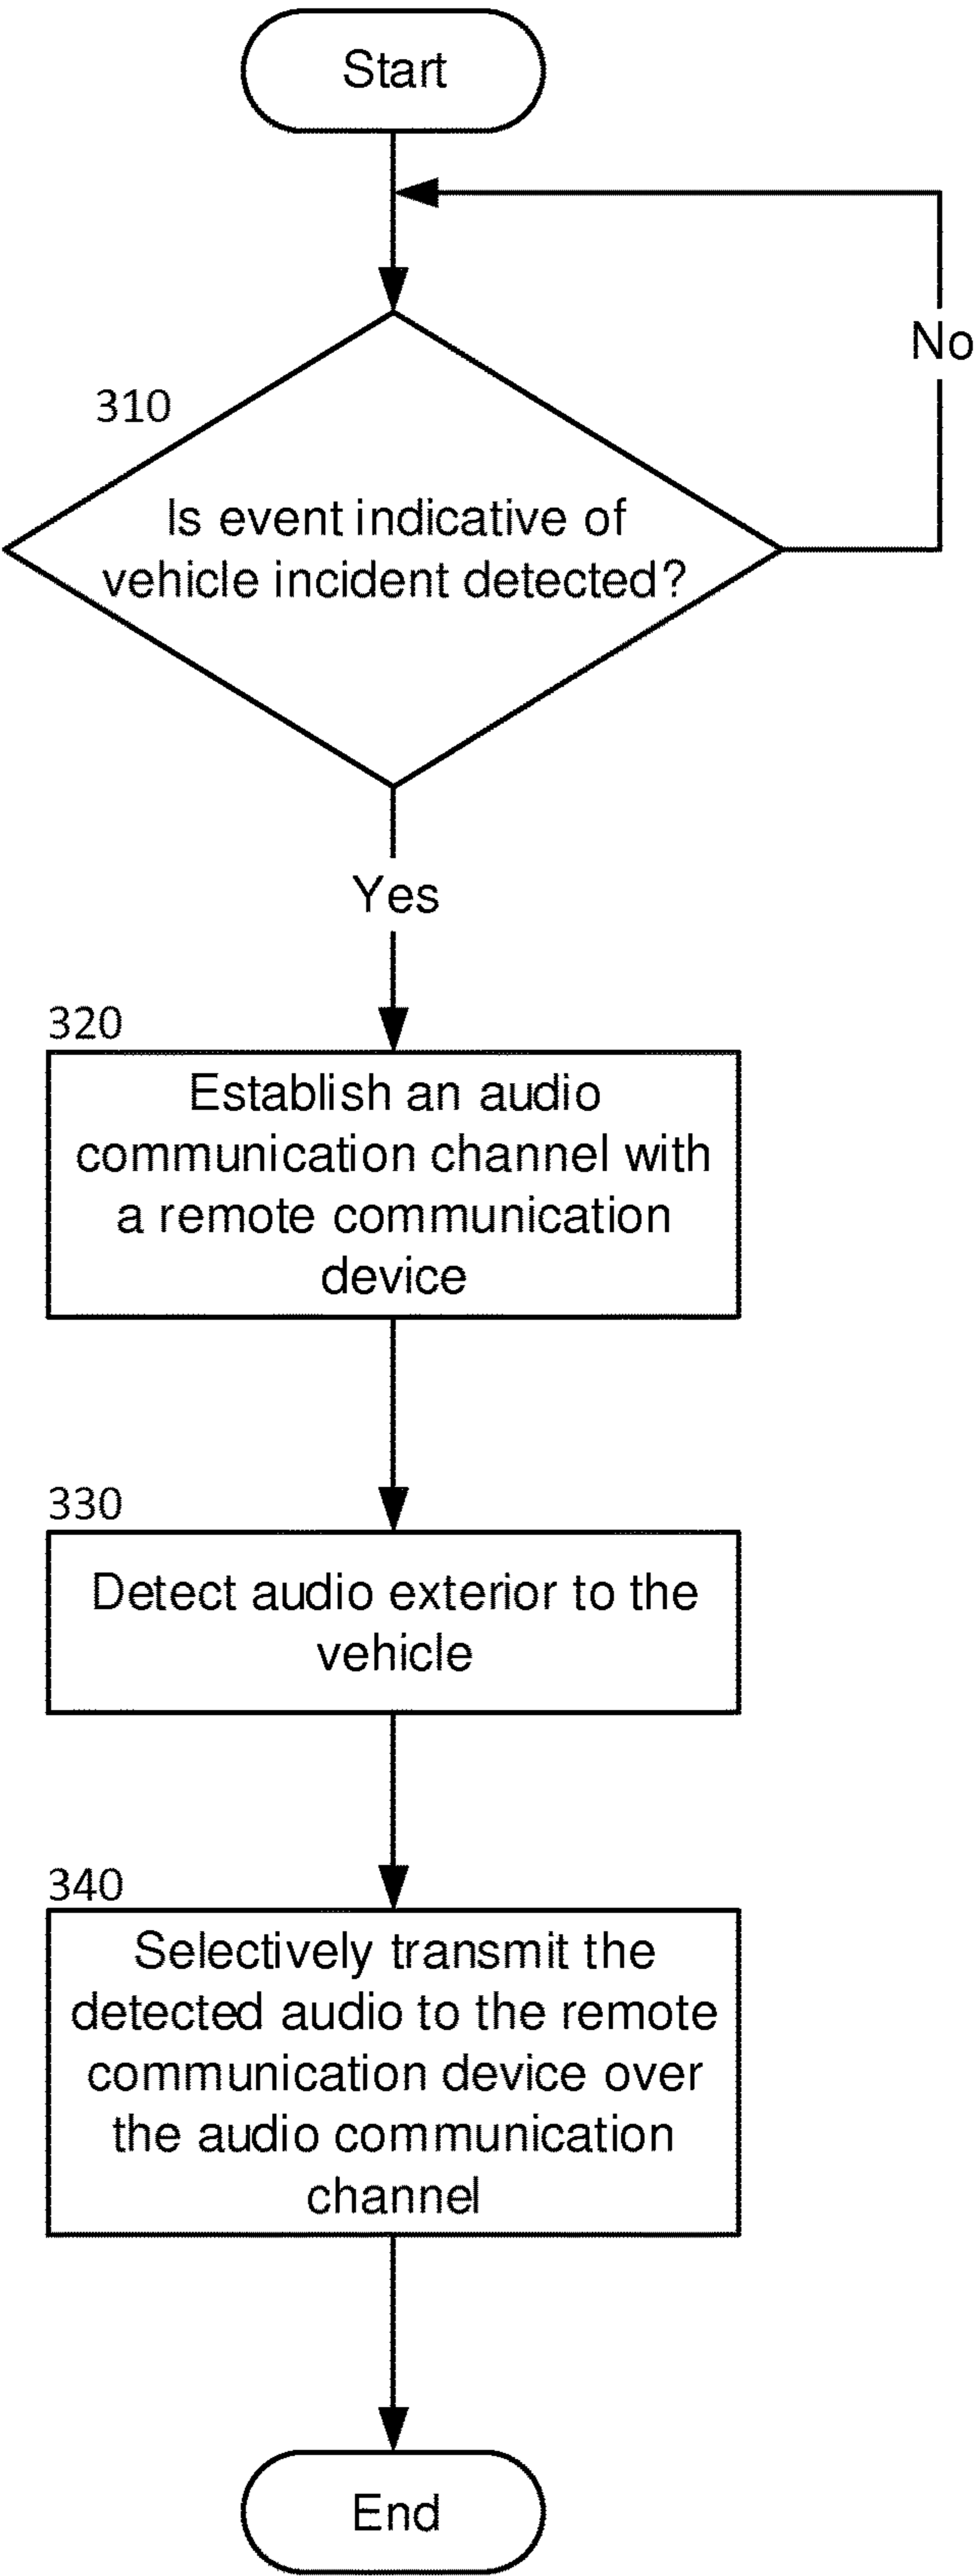 Start
No
310
Is event indicative of
vehicle incident detected?
Yes
320
Establish an audio
communication channel with
a remote communication
device
330
Detect audio exterior to the
vehicle
340
Selectively transmit the
detected audio to the remote
communication device over
the audio communication
channel
End